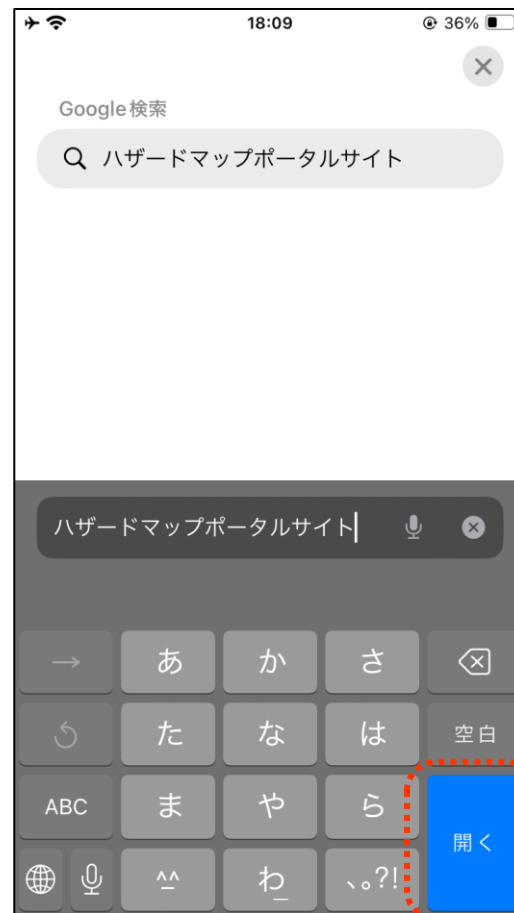 18:09 36%
Google検索
ハザードマップポータルサイト
ハザードマップポータルサイト
→ あ か さ
た な は 空白
ABC ま や ら 開く
^^ わ 、。?!